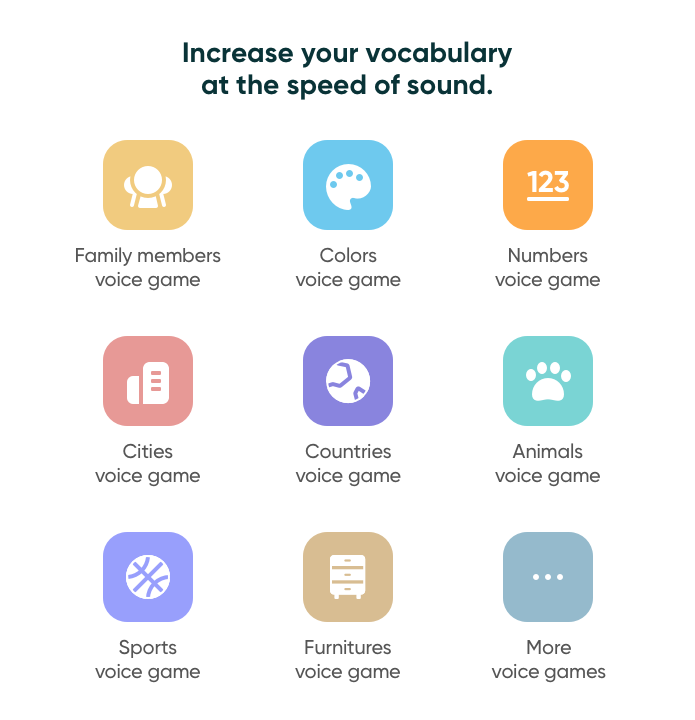 Increase your vocabulary
at the speed of sound.
123
Family members
voice game
Colors
voice game
Numbers
voice game
Cities
voice game
Countries
voice game
Animals
voice game
Sports
voice game
Furnitures
voice game
More
voice games